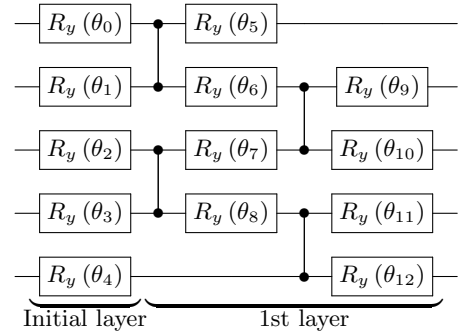 R_y (θ_0) R_y (θ_5)
R_y (θ_1) R_y (θ_6) R_y (θ_9)
R_y (θ_2) R_y (θ_7) R_y (θ_10)
R_y (θ_3) R_y (θ_8) R_y (θ_11)
R_y (θ_4) R_y (θ_12)
Initial layer 1st layer